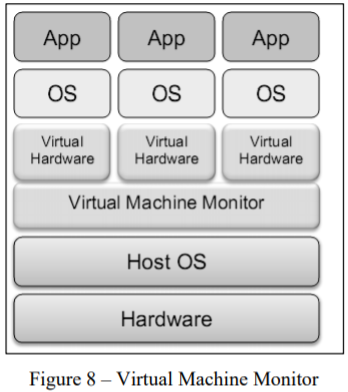 App App App
OS OS OS
Virtual Virtual Virtual
Hardware Hardware Hardware
Virtual Machine Monitor
Host OS
Hardware
Figure 8 – Virtual Machine Monitor